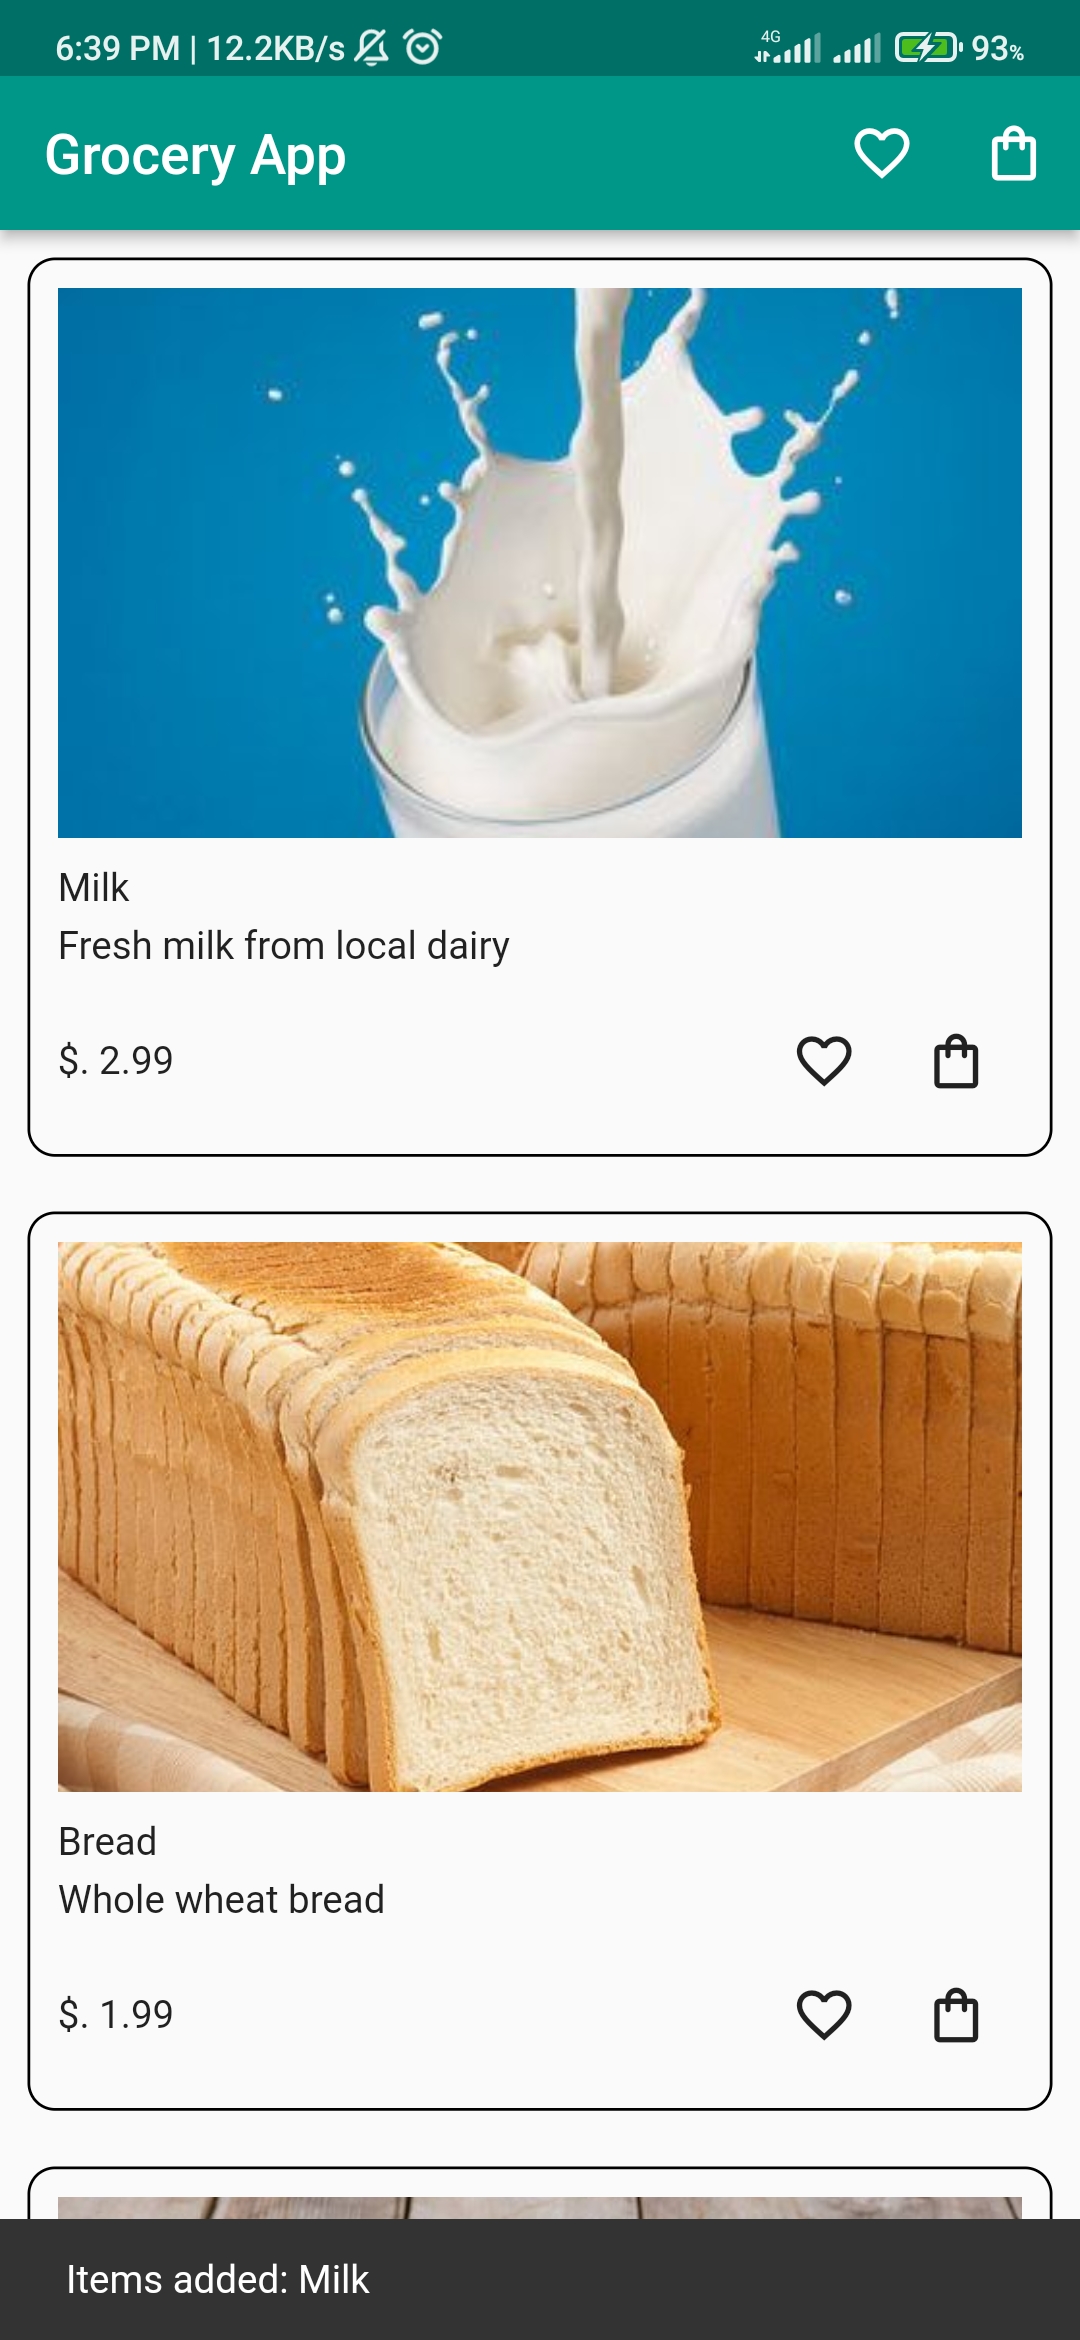 6:39 PM | 12.2KB/s 4G 93%
Grocery App
Milk
Fresh milk from local dairy
$. 2.99
Bread
Whole wheat bread
$. 1.99
Items added: Milk